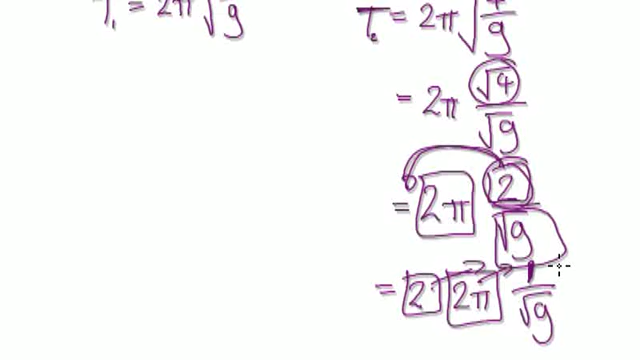 T₁ = 2π√g
T₂ = 2π√(4/g)
= 2π √4/√g
= 2π 2/√g
= 2 2π 1/√g